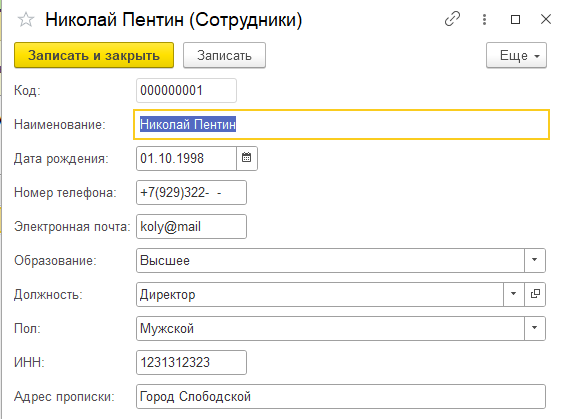 Николай Пентин (Сотрудники)
Записать и закрыть Записать Еще
Код: 000000001
Наименование: Николай Пентин
Дата рождения: 01.10.1998
Номер телефона: +7(929)322- -
Электронная почта: koly@mail
Образование: Высшее
Должность: Директор
Пол: Мужской
ИНН: 1231312323
Адрес прописки: Город Слободской